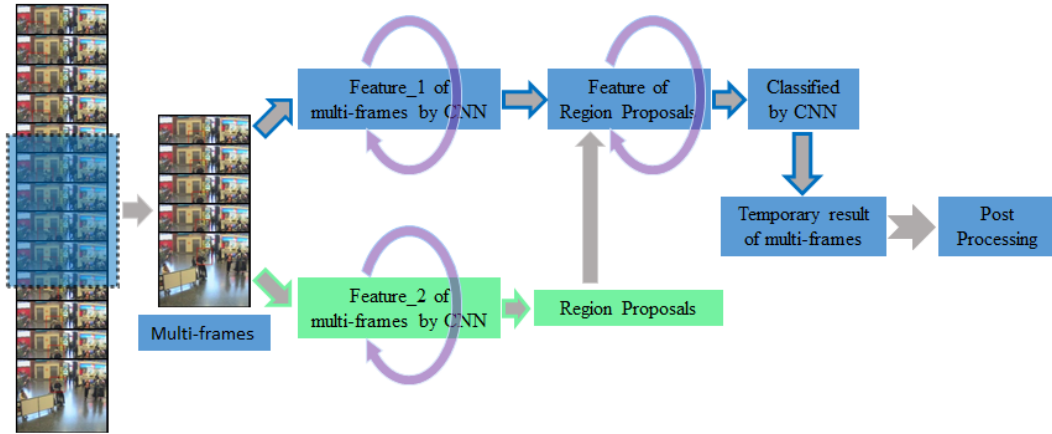 Feature_1 of
multi-frames by CNN
Feature of
Region Proposals
Classified
by CNN
Temporary result
of multi-frames
Post
Processing
Feature_2 of
multi-frames by CNN
Region Proposals
Multi-frames